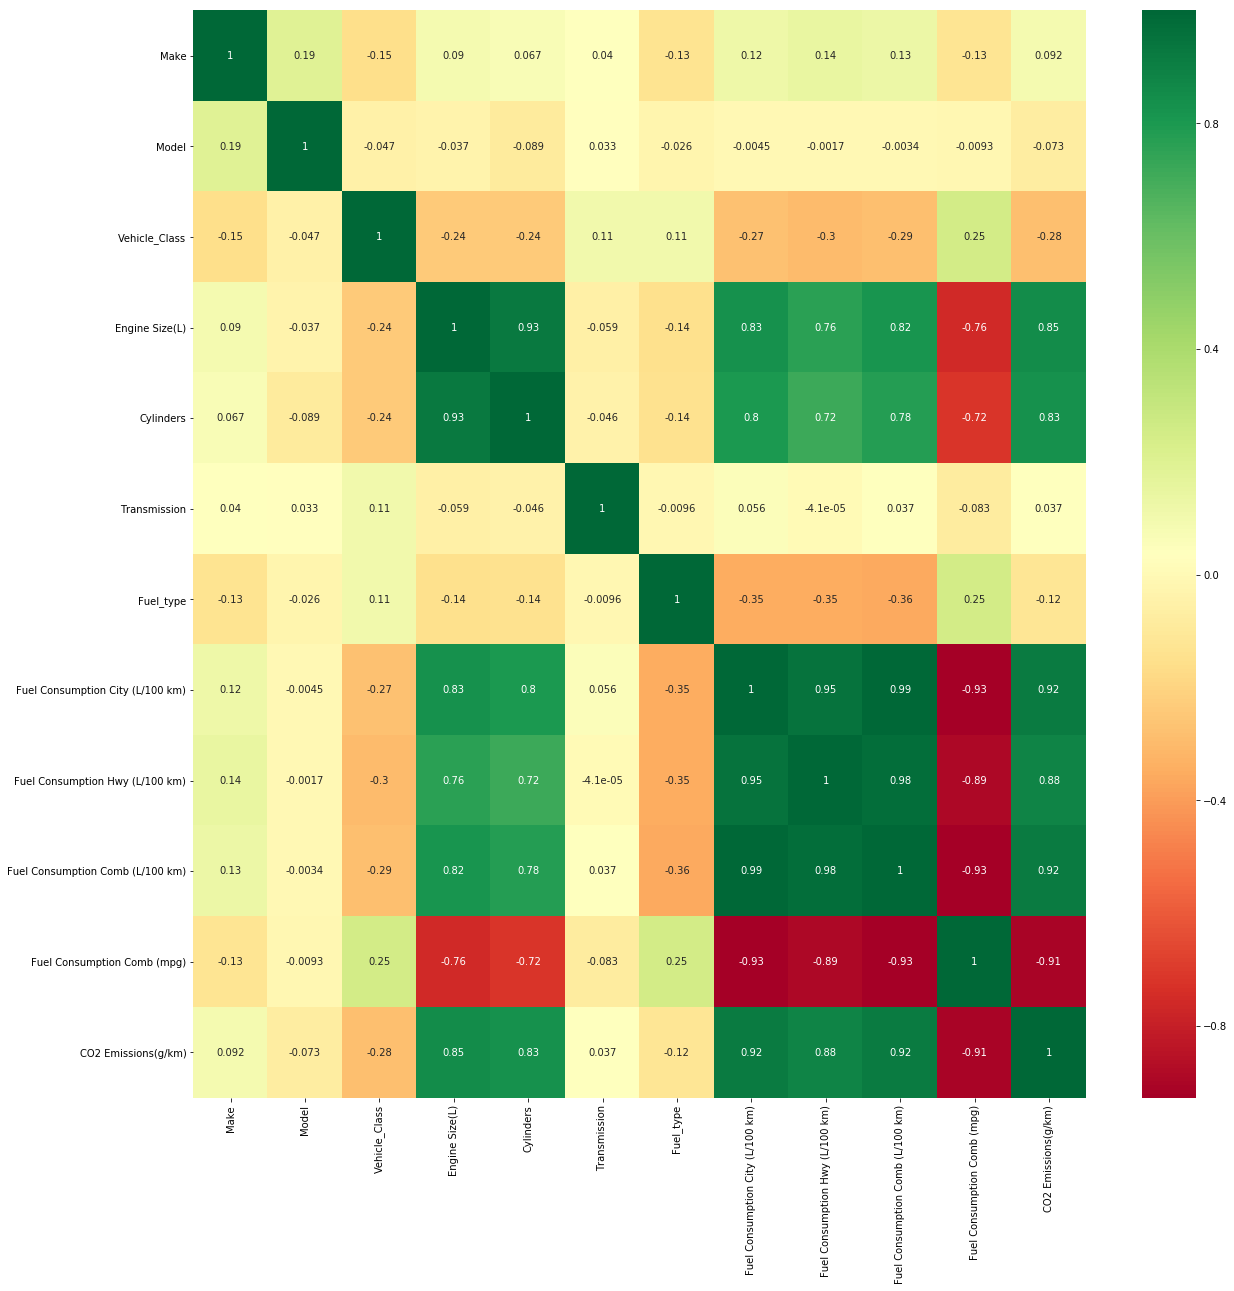 Make 1 0.19 -0.15 0.09 0.067 0.04 -0.13 0.12 0.14 0.13 -0.13 0.092
Model 0.19 1 -0.047 -0.037 -0.089 0.033 -0.026 -0.0045 -0.0017 -0.0034 -0.0093 -0.073
Vehicle_Class -0.15 -0.047 1 -0.24 -0.24 0.11 0.11 -0.27 -0.3 -0.29 0.25 -0.28
Engine Size(L) 0.09 -0.037 -0.24 1 0.93 -0.059 -0.14 0.83 0.76 0.82 -0.76 0.85
Cylinders 0.067 -0.089 -0.24 0.93 1 -0.046 -0.14 0.8 0.72 0.78 -0.72 0.83
Transmission 0.04 0.033 0.11 -0.059 -0.046 1 -0.0096 0.056 -4.1e-05 0.037 -0.083 0.037
Fuel_type -0.13 -0.026 0.11 -0.14 -0.14 -0.0096 1 -0.35 -0.35 -0.36 0.25 -0.12
Fuel Consumption City (L/100 km) 0.12 -0.0045 -0.27 0.83 0.8 0.056 -0.35 1 0.95 0.99 -0.93 0.92
Fuel Consumption Hwy (L/100 km) 0.14 -0.0017 -0.3 0.76 0.72 -4.1e-05 -0.35 0.95 1 0.98 -0.89 0.88
Fuel Consumption Comb (L/100 km) 0.13 -0.0034 -0.29 0.82 0.78 0.037 -0.36 0.99 0.98 1 -0.93 0.92
Fuel Consumption Comb (mpg) -0.13 -0.0093 0.25 -0.76 -0.72 -0.083 0.25 -0.93 -0.89 -0.93 1 -0.91
CO2 Emissions(g/km) 0.092 -0.073 -0.28 0.85 0.83 0.037 -0.12 0.92 0.88 0.92 -0.91 1
Make
Model
Vehicle_Class
Engine Size(L)
Cylinders
Transmission
Fuel_type
Fuel Consumption City (L/100 km)
Fuel Consumption Hwy (L/100 km)
Fuel Consumption Comb (L/100 km)
Fuel Consumption Comb (mpg)
CO2 Emissions(g/km)
0.8
0.4
0.0
−0.4
−0.8